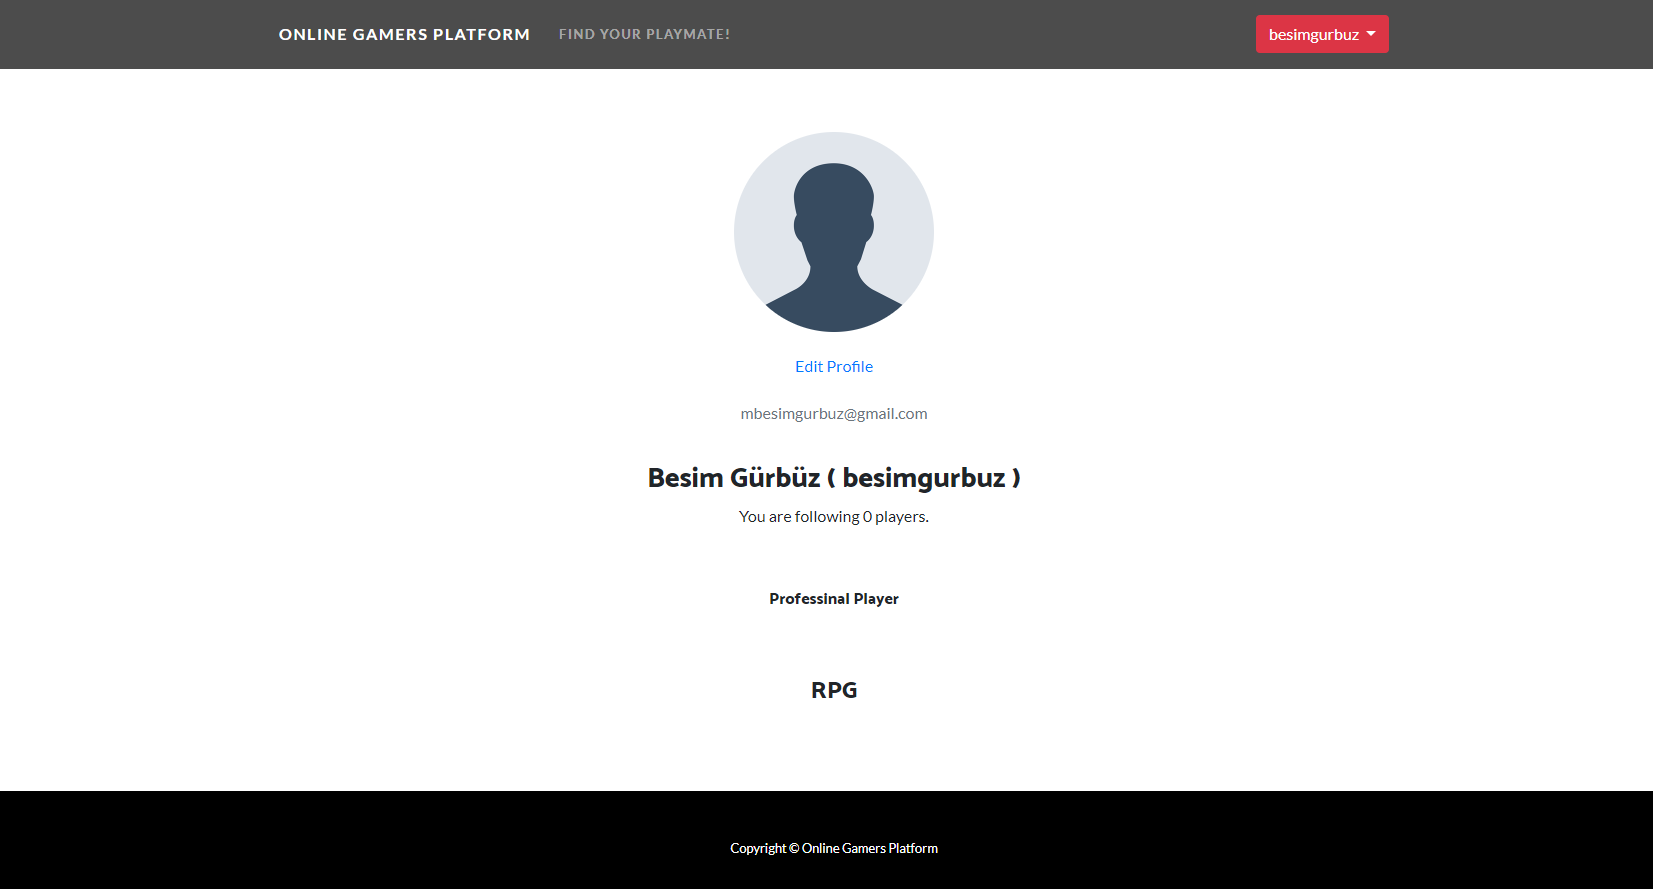 ONLINE GAMERS PLATFORM FIND YOUR PLAYMATE! besimgurbuz
Edit Profile
mbesimgurbuz@gmail.com
Besim Gürbüz ( besimgurbuz )
You are following 0 players.
Professinal Player
RPG
Copyright © Online Gamers Platform